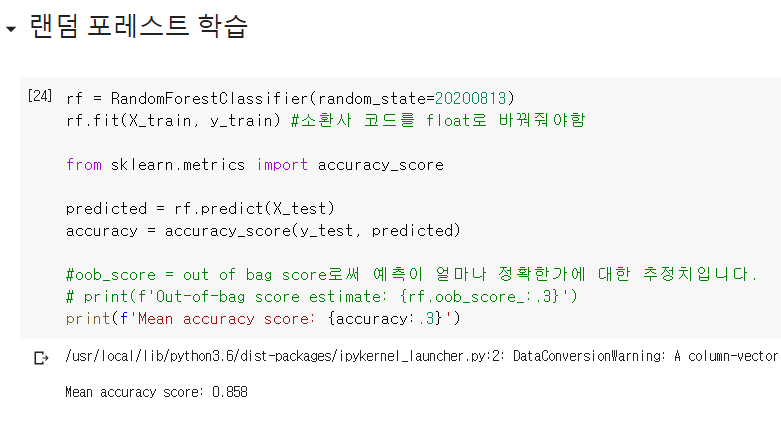 랜덤 포레스트 학습
[24] rf = RandomForestClassifier(random_state=20200813)
rf.fit(X_train, y_train) #소환사 코드를 float로 바꿔줘야함
from sklearn.metrics import accuracy_score
predicted = rf.predict(X_test)
accuracy = accuracy_score(y_test, predicted)
#oob_score = out of bag score로써 예측이 얼마나 정확한가에 대한 추정치입니다.
# print(f'Out-of-bag score estimate: {rf.oob_score_:.3}')
print(f'Mean accuracy score: {accuracy:.3}')
/usr/local/lib/python3.6/dist-packages/ipykernel_launcher.py:2: DataConversionWarning: A column-vector
Mean accuracy score: 0.858